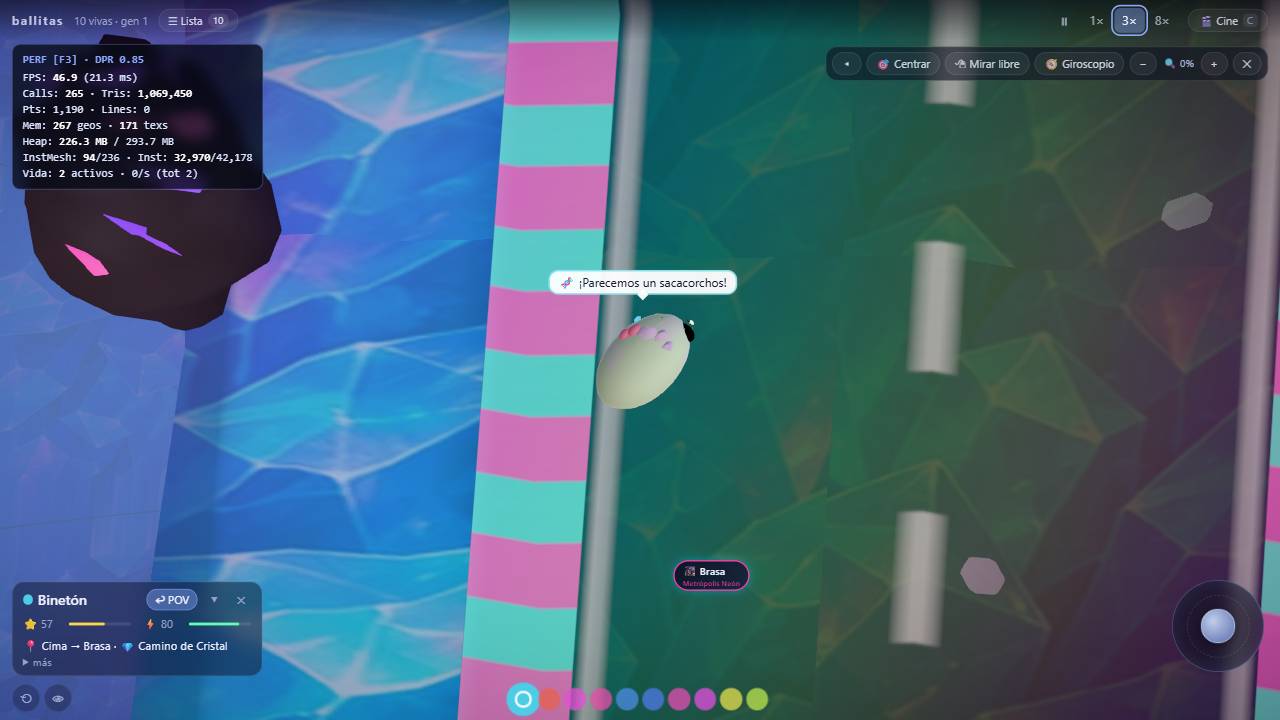 ballitas 10 vivas · gen 1 Lista 10
1× 3× 8× Cine C
PERF [F3] · DPR 0.85
FPS: 46.9 (21.3 ms)
Calls: 265 · Tris: 1,069,450
Pts: 1,190 · Lines: 0
Mem: 267 geos · 171 texs
Heap: 226.3 MB / 293.7 MB
InstMesh: 94/236 · Inst: 32,970/42,178
Vida: 2 activos · 0/s (tot 2)
Centrar Mirar libre Giroscopio − 0% +
¡Parecemos un sacacorchos!
Brasa
Metrópolis Neón
Binetón POV
57 80
Cima → Brasa · Camino de Cristal
más